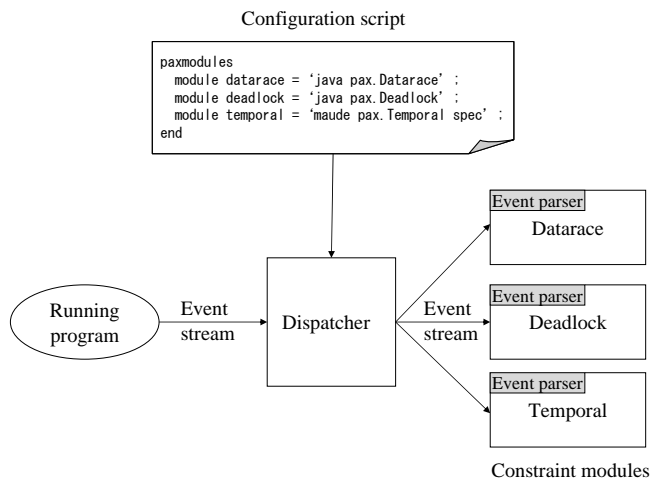 Configuration script
paxmodules
module datarace = ‘java pax.Datarace’ ;
module deadlock = ‘java pax.Deadlock’ ;
module temporal = ‘maude pax.Temporal spec’ ;
end
Event parser
Datarace
Running
program
Event
stream
Dispatcher
Event
stream
Event parser
Deadlock
Event parser
Temporal
Constraint modules